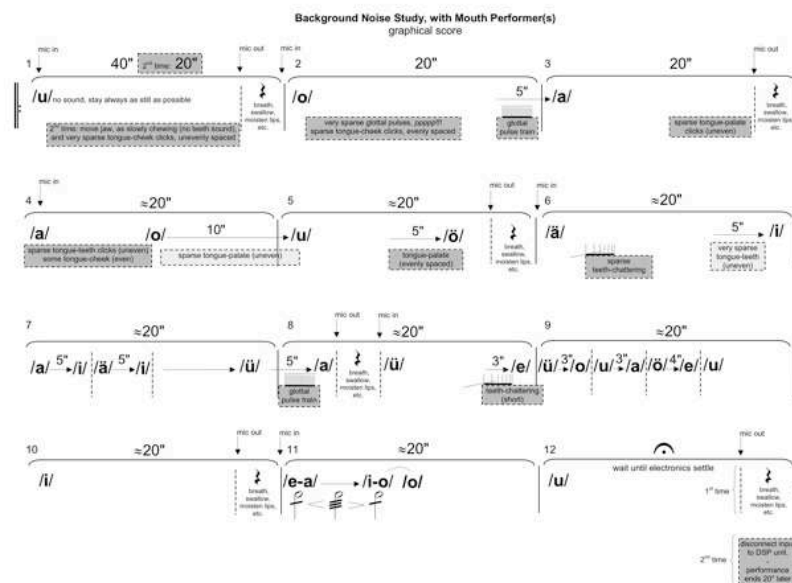 Background Noise Study, with Mouth Performer(s)
graphical score
mic in
mic out
mic in
mic out
1
40" 2nd time: 20"
2
20"
3
20"
/u/ no sound, stay always as still as possible
breath,
swallow,
moisten lips,
etc.
/o/
5"
/a/
breath,
swallow,
moisten lips,
etc.
2nd time: move jaw, as slowly chewing (no teeth sound),
and very sparse tongue-cheek clicks, unevenly spaced
very sparse glottal pulses, ppppp!!!
sparse tongue-cheek clicks, evenly spaced
glottal
pulse train
sparse tongue-palate
clicks (uneven)
mic in
mic out
mic in
4
≈20"
5
≈20"
6
≈20"
/a/
/o/
10"
/u/
5"
/ö/
breath,
swallow,
moisten lips,
etc.
/ä/
5"
/i/
sparse tongue-teeth clicks (uneven)
some tongue-cheek (even)
sparse tongue-palate (uneven)
tongue-palate
(evenly spaced)
sparse
teeth-chattering
very sparse
tongue-teeth
(uneven)
mic out
mic in
7
≈20"
8
≈20"
9
≈20"
/a/ 5" /i/ /ä/ 5" /i/ /ü/
5" /a/
breath,
swallow,
moisten lips,
etc.
/ü/
3" /e/
/ü/ 3" /o/ /u/ 3" /a/ /ö/ 4" /e/ /u/
glottal
pulse train
teeth-chattering
(short)
mic out
mic in
mic out
10
≈20"
11
≈20"
12
/i/
breath,
swallow,
moisten lips,
etc.
/e-a/ /i-o/ /o/
/u/
wait until electronics settle
1st time
breath,
swallow,
moisten lips,
etc.
2nd time
disconnect input
to DSP until.
-
performance
ends 20" later